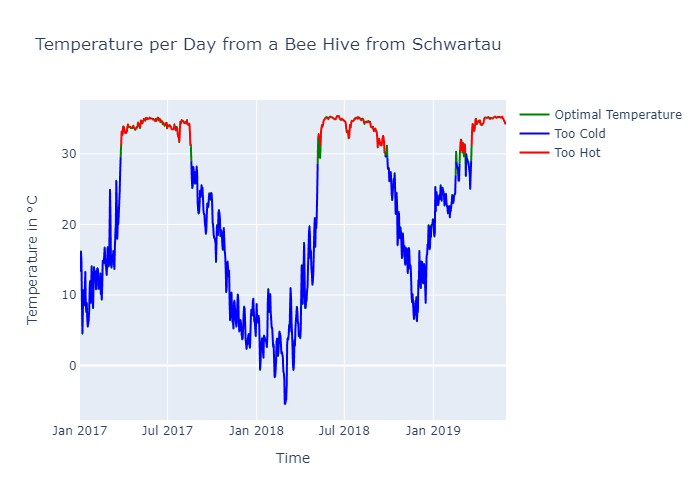 Temperature per Day from a Bee Hive from Schwartau
Optimal Temperature
Too Cold
Too Hot
30
20
10
0
Temperature in °C
Jan 2017
Jul 2017
Jan 2018
Jul 2018
Jan 2019
Time